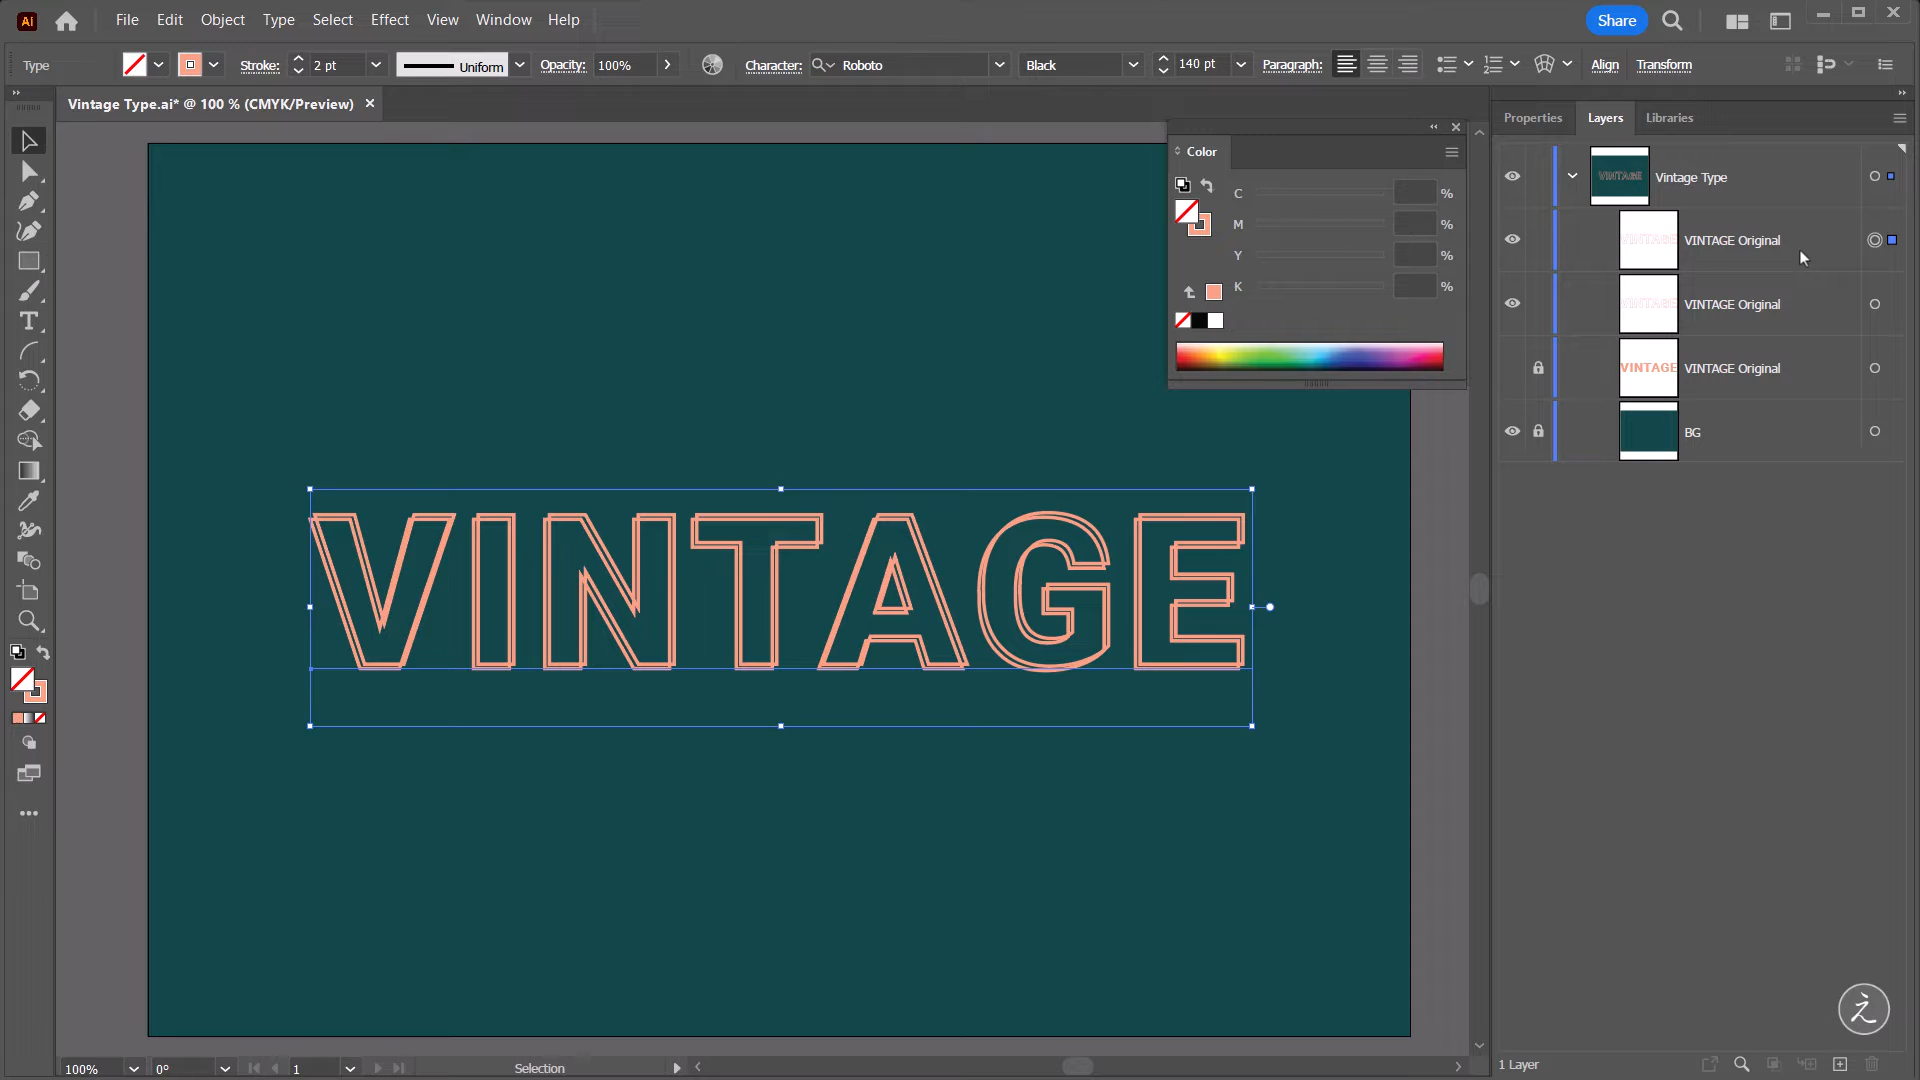 Ai File Edit Object Type Select Effect View Window Help Share
Type Stroke: 2 pt Uniform Opacity: 100% Character: Roboto Black 140 pt Paragraph: Align Transform
Vintage Type.ai* @ 100 % (CMYK/Preview)
Color
C %
M %
Y %
K %
Properties Layers Libraries
Vintage Type
VINTAGE Original
VINTAGE Original
VINTAGE VINTAGE Original
BG
VINTAGE
100% 0° 1 Selection
1 Layer